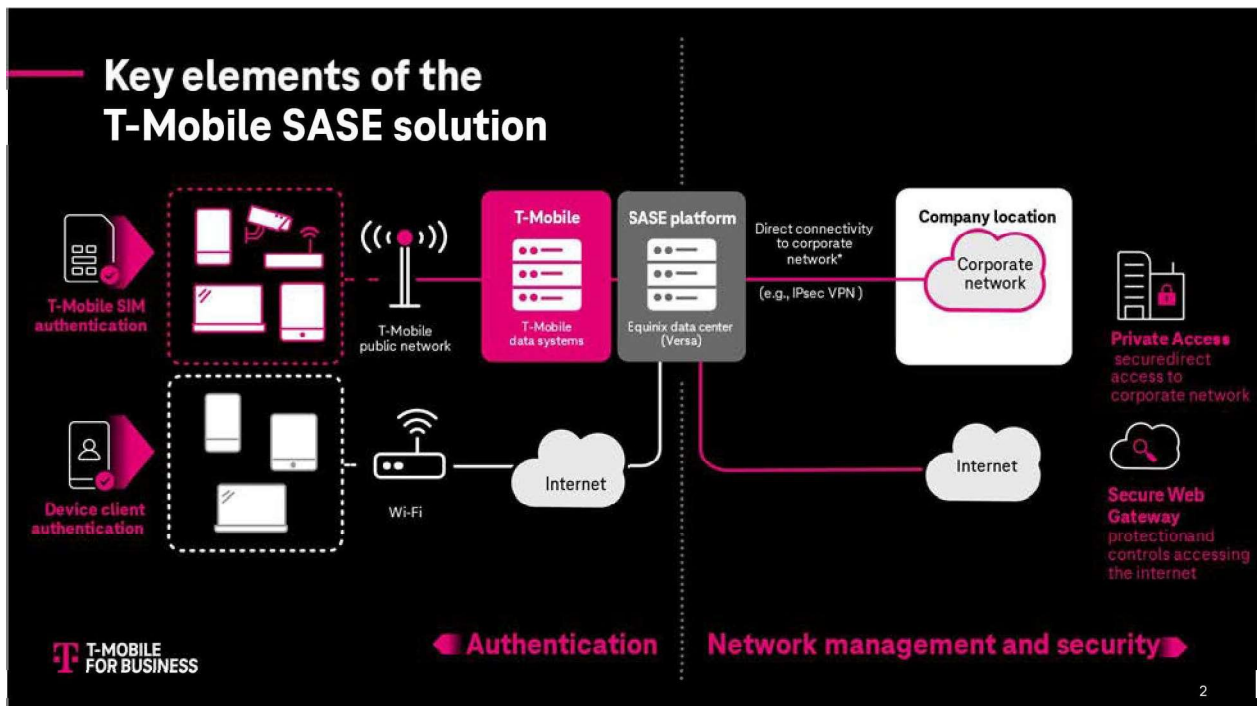 Key elements of the
T-Mobile SASE solution
T-Mobile SIM
authentication
T-Mobile
public network
T-Mobile
T-Mobile
data systems
SASE platform
Equinix data center
(Versa)
Direct connectivity
to corporate
network*
(e.g., IPsec VPN )
Company location
Corporate
network
Private Access
securedirect
access to
corporate network
Device client
authentication
Wi-Fi
Internet
Internet
Secure Web
Gateway
protectionand
controls accessing
the internet
Authentication
Network management and security
T T-MOBILE
FOR BUSINESS
2